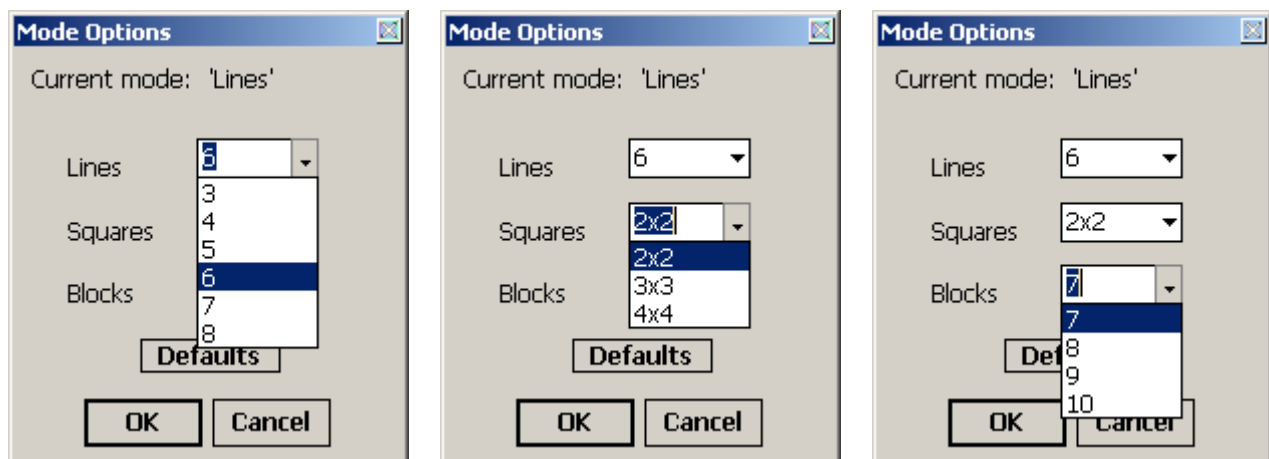 Mode Options
Current mode: 'Lines'
Lines 6
3
4
Squares
5
6
Blocks
7
8
Defaults
OK Cancel
Mode Options
Current mode: 'Lines'
Lines 6
Squares 2x2
2x2
3x3
Blocks
4x4
Defaults
OK Cancel
Mode Options
Current mode: 'Lines'
Lines 6
Squares 2x2
Blocks 7
7
8
Def
9
10
OK Cancel